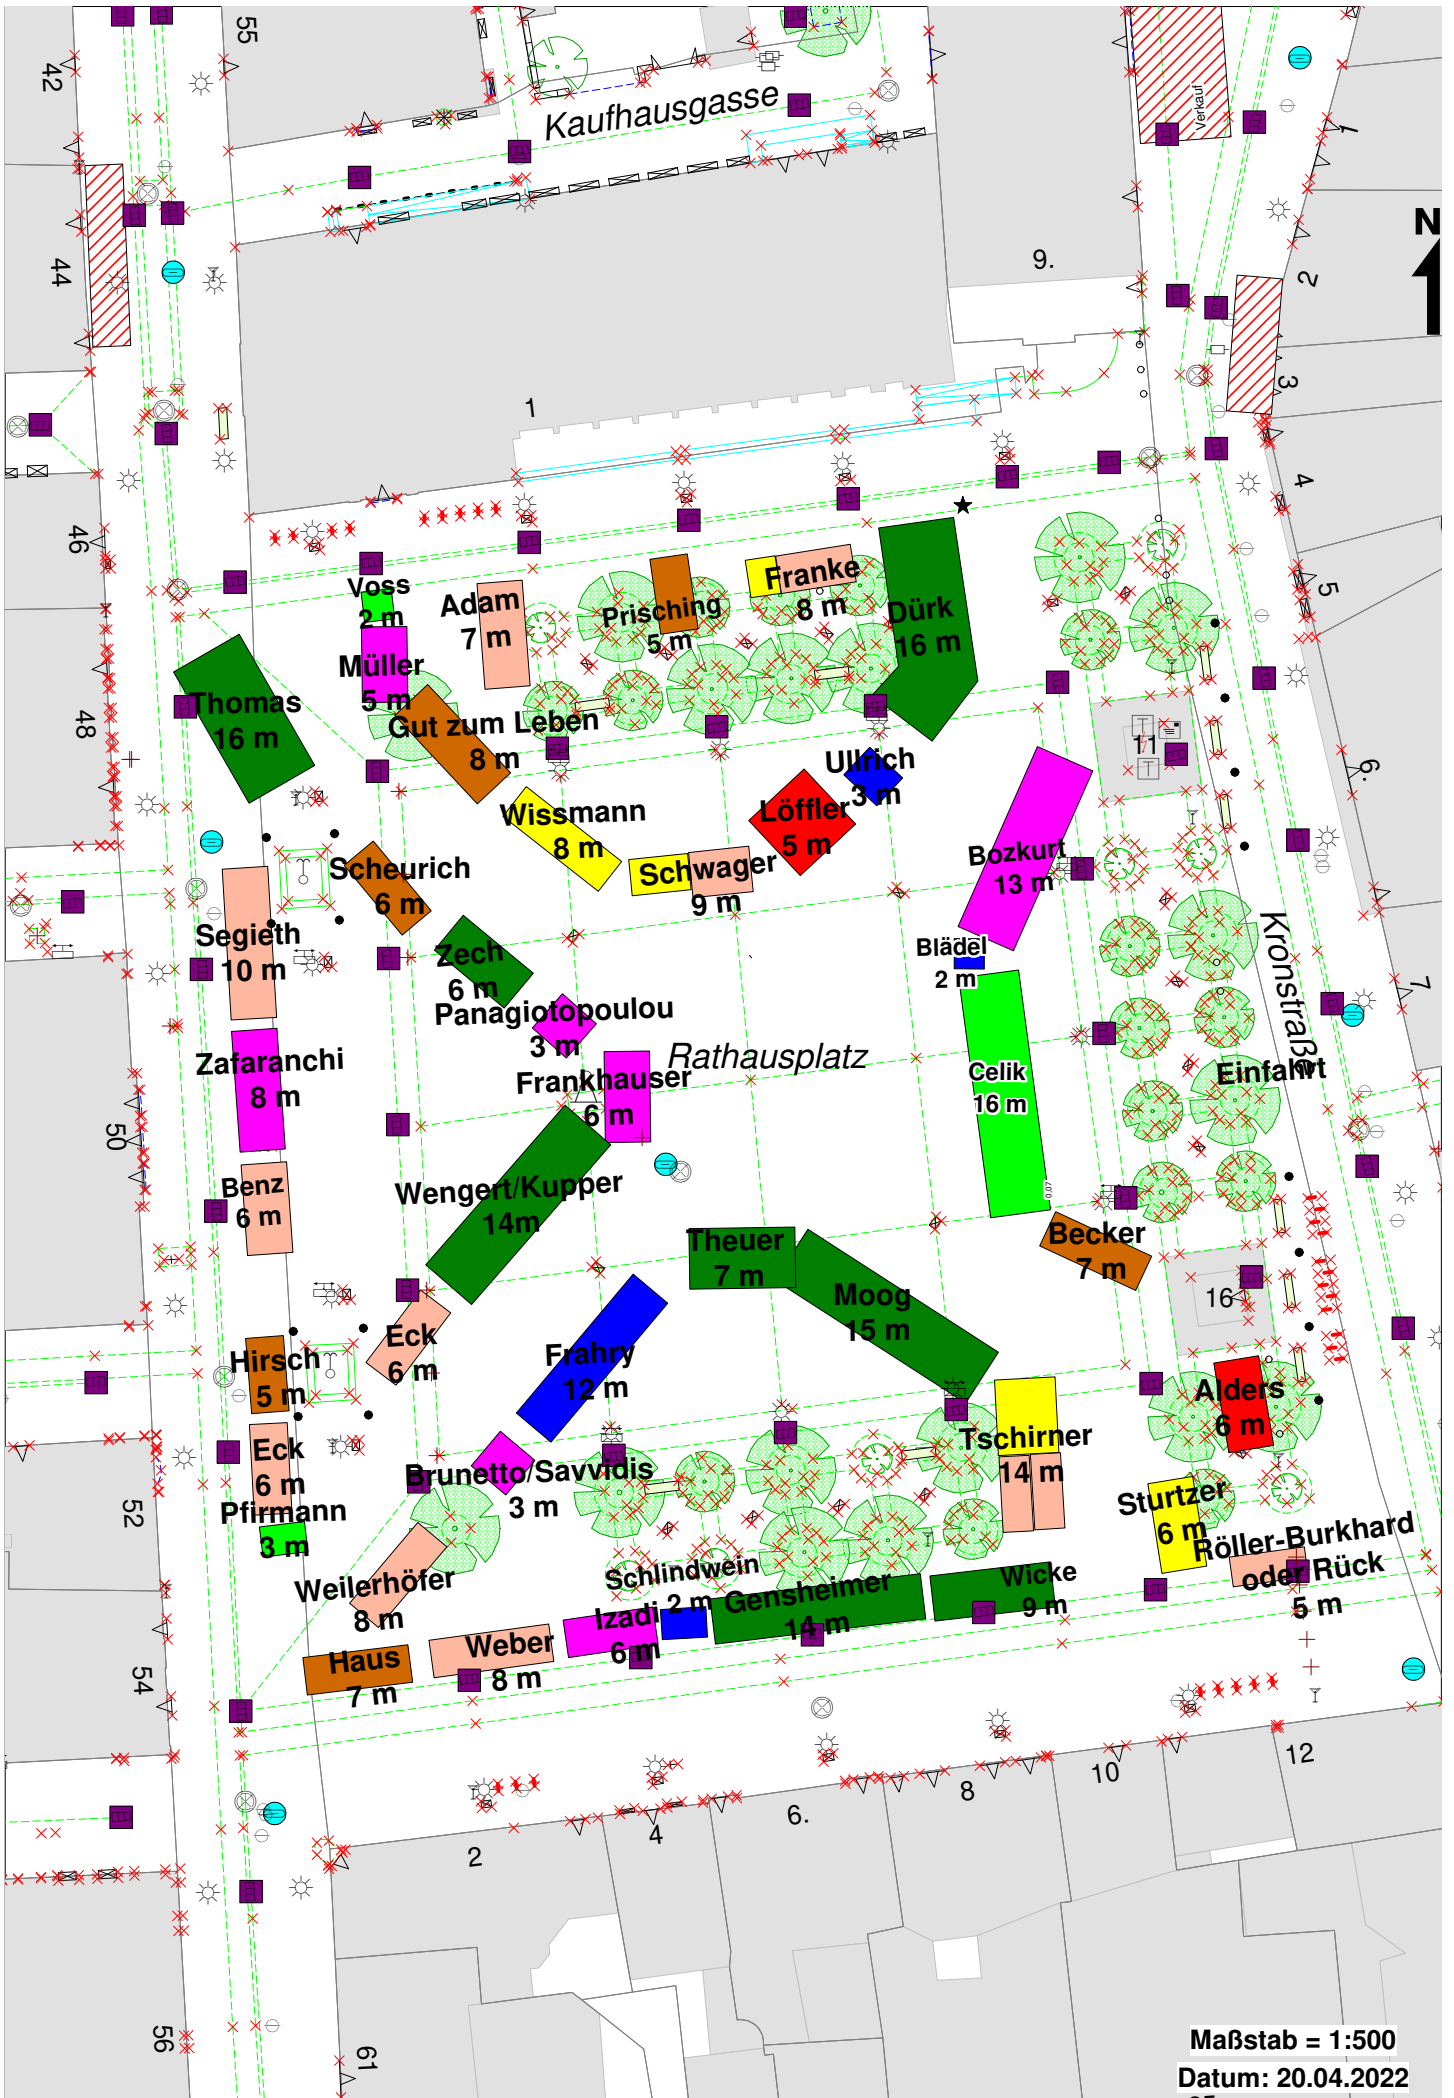 55
42
Kaufhausgasse
Verkauf
1
44
9.
2
N
3
1
4
46
5
Voss
2 m
Adam
7 m
Prisching
5 m
Franke
8 m
Dürk
16 m
Müller
5 m
Thomas
16 m
48
Gut zum Leben
8 m
11
6.
Ullrich
3 m
Wissmann
8 m
Löffler
5 m
Schwager
9 m
Bozkurt
13 m
Scheurich
6 m
Segieth
10 m
Zech
6 m
Blädel
2 m
Kronstraße
7
Panagiotopoulou
3 m
Rathausplatz
Zafaranchi
8 m
Frankhauser
6 m
Celik
16 m
Einfahrt
50
Benz
6 m
Wengert/Kupper
14m
0,07
Theuer
7 m
Becker
7 m
Moog
15 m
16
Eck
6 m
Frahry
12 m
Hirsch
5 m
Alders
6 m
Eck
6 m
Tschirner
14 m
Brunetto/Savvidis
3 m
52
Pfirmann
3 m
Sturtzer
6 m
Röller-Burkhard
oder Rück
5 m
Weilerhöfer
8 m
Schlindwein
2 m
Gensheimer
14 m
Wicke
9 m
Izadi
6 m
Weber
8 m
Haus
7 m
54
12
10
8
6.
4
2
56
61
Maßstab = 1:500
Datum: 20.04.2022